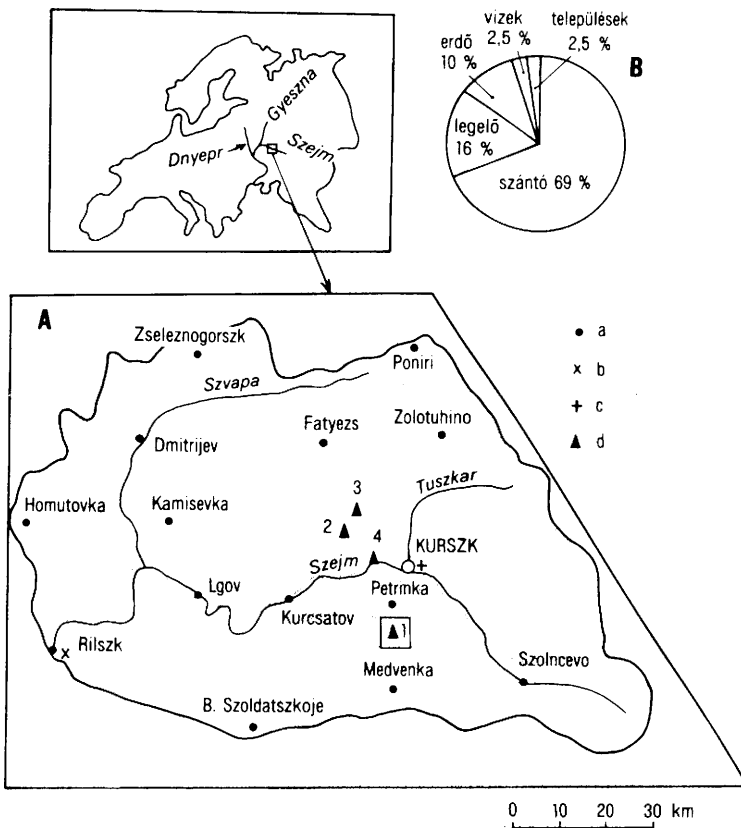 Gyeszna
Dnyepr
Szejm
vizek
2,5 %
települések
2,5 %
erdő
10 %
B
legelő
16 %
szántó 69 %
A
Zseleznogorszk
Poniri
Szvapa
Dmitrijev
Fatyezs
Zolotuhino
Homutovka
Kamisevka
3
2
4
Tuszkar
KURSZK
Szejm
Lgov
Kurcsatov
Petrmka
1
Rilszk
Medvenka
Szolncevo
B. Szoldatszkoje
a
b
c
d
0 10 20 30 km